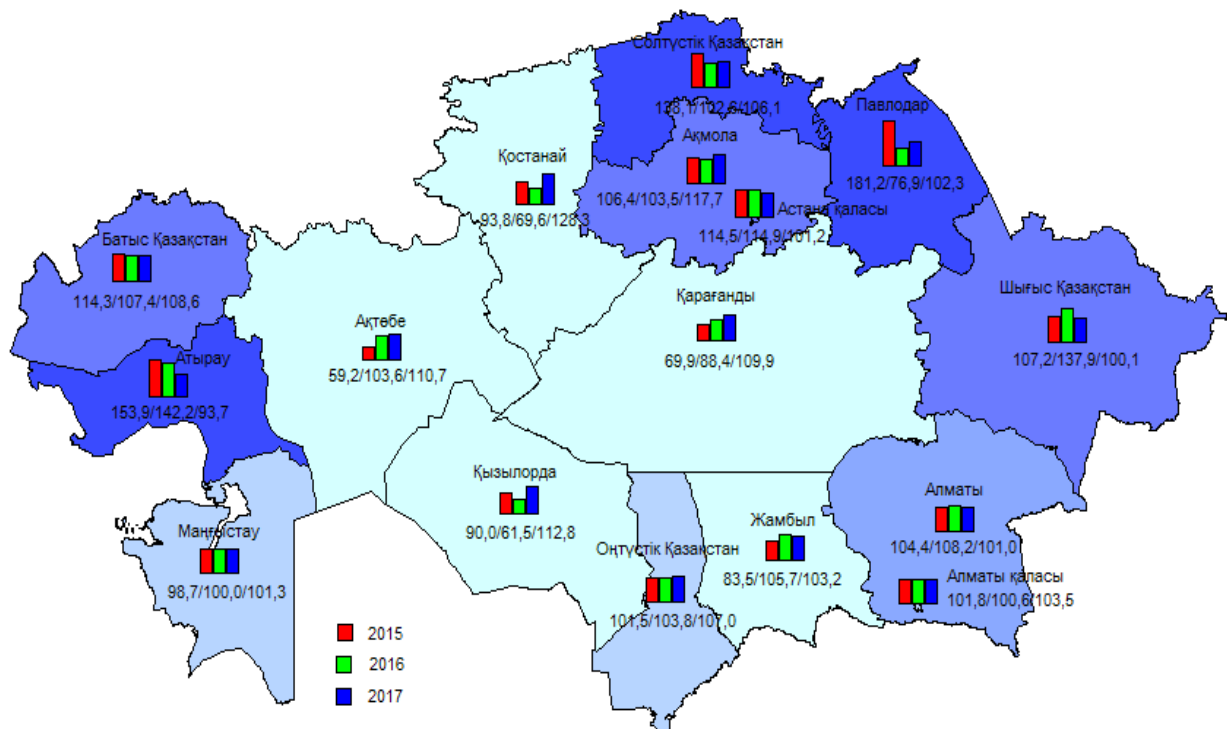 Солтүстік Қазақстан
138,1/102,6/106,1
Павлодар
181,2/76,9/102,3
Ақмола
106,4/103,5/117,7
Қостанай
93,8/69,6/128,3
Астана қаласы
114,5/114,9/101,2
Батыс Қазақстан
114,3/107,4/108,6
Қарағанды
69,9/88,4/109,9
Шығыс Қазақстан
107,2/137,9/100,1
Ақтөбе
59,2/103,6/110,7
Атырау
153,9/142,2/93,7
Қызылорда
90,0/61,5/112,8
Алматы
104,4/108,2/101,0
Маңғыстау
98,7/100,0/101,3
Оңтүстік Қазақстан
101,5/103,8/107,0
Жамбыл
83,5/105,7/103,2
Алматы қаласы
101,8/100,6/103,5
2015
2016
2017